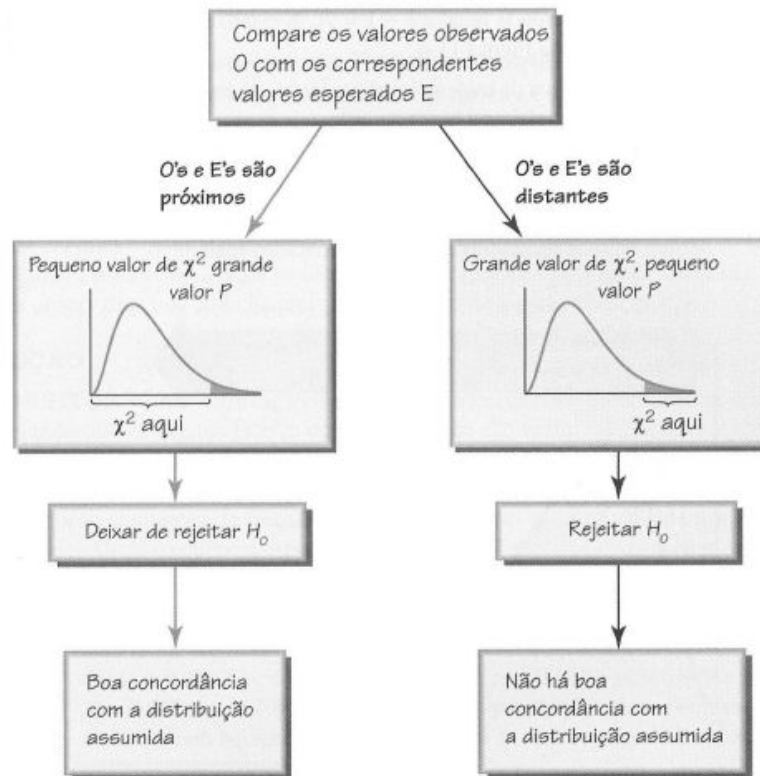 Compare os valores observados
O com os correspondentes
valores esperados E
O's e E's são
próximos
O's e E's são
distantes
Pequeno valor de χ² grande
valor P
χ² aqui
Grande valor de χ², pequeno
valor P
χ² aqui
Deixar de rejeitar H₀
Rejeitar H₀
Boa concordância
com a distribuição
assumida
Não há boa
concordância com
a distribuição assumida